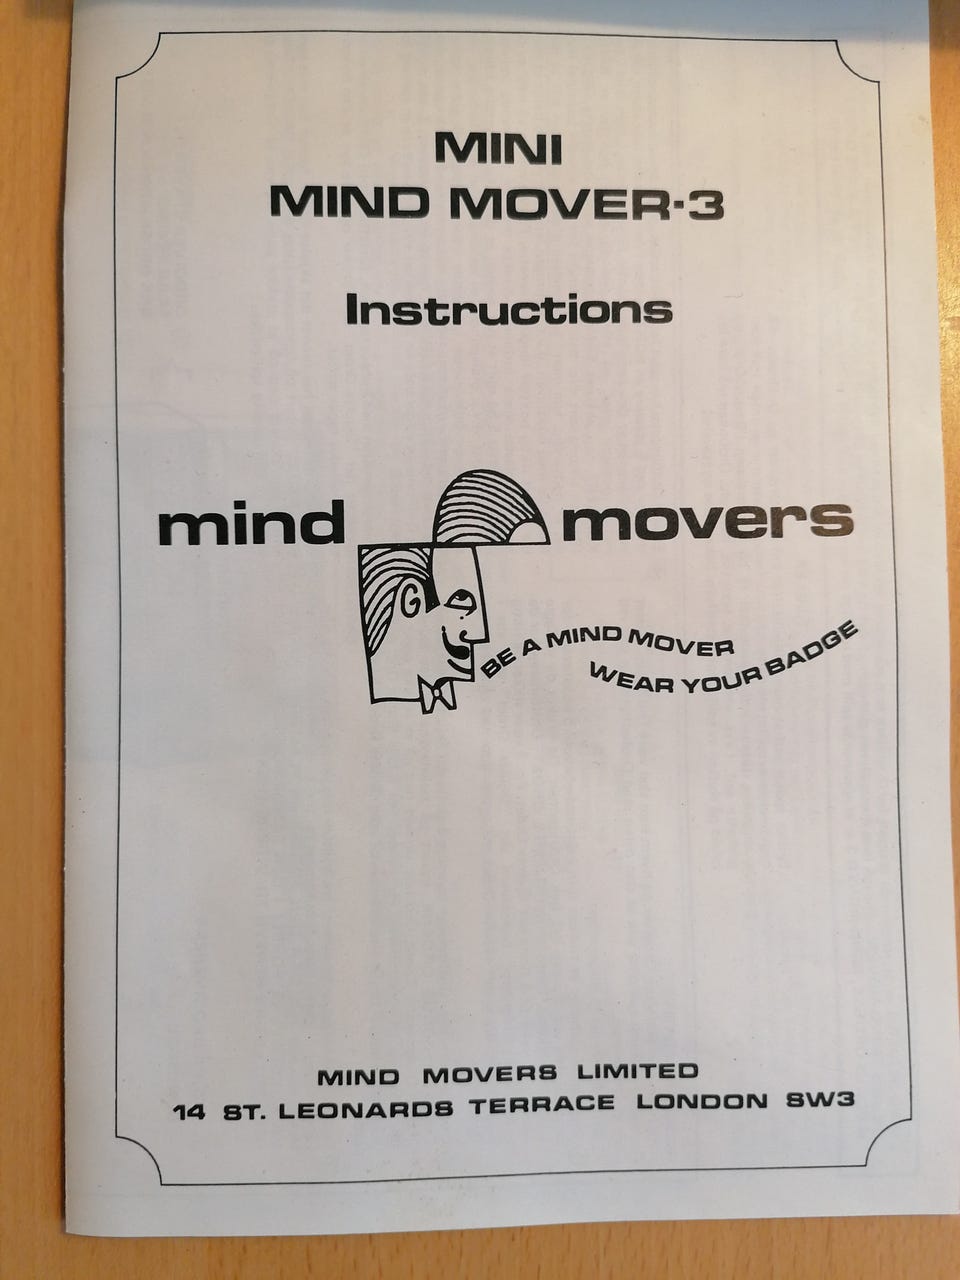 MINI
MIND MOVER-3
Instructions
mind movers
BE A MIND MOVER
WEAR YOUR BADGE
MIND MOVERS LIMITED
14 ST. LEONARDS TERRACE LONDON SW3